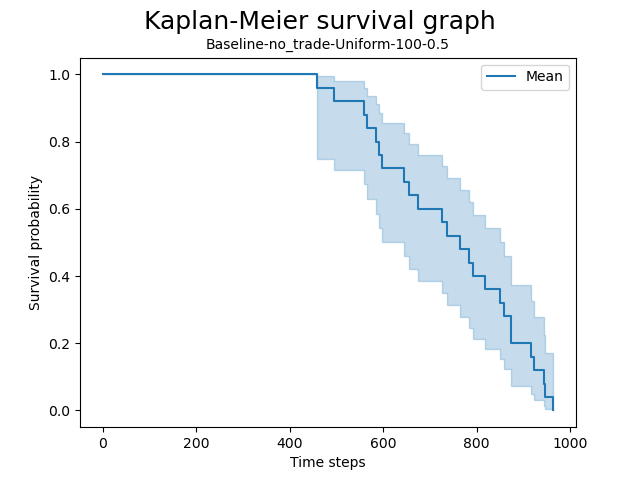 Kaplan-Meier survival graph
Baseline-no_trade-Uniform-100-0.5
Mean
1.0
0.8
0.6
0.4
0.2
0.0
Survival probability
0 200 400 600 800 1000
Time steps